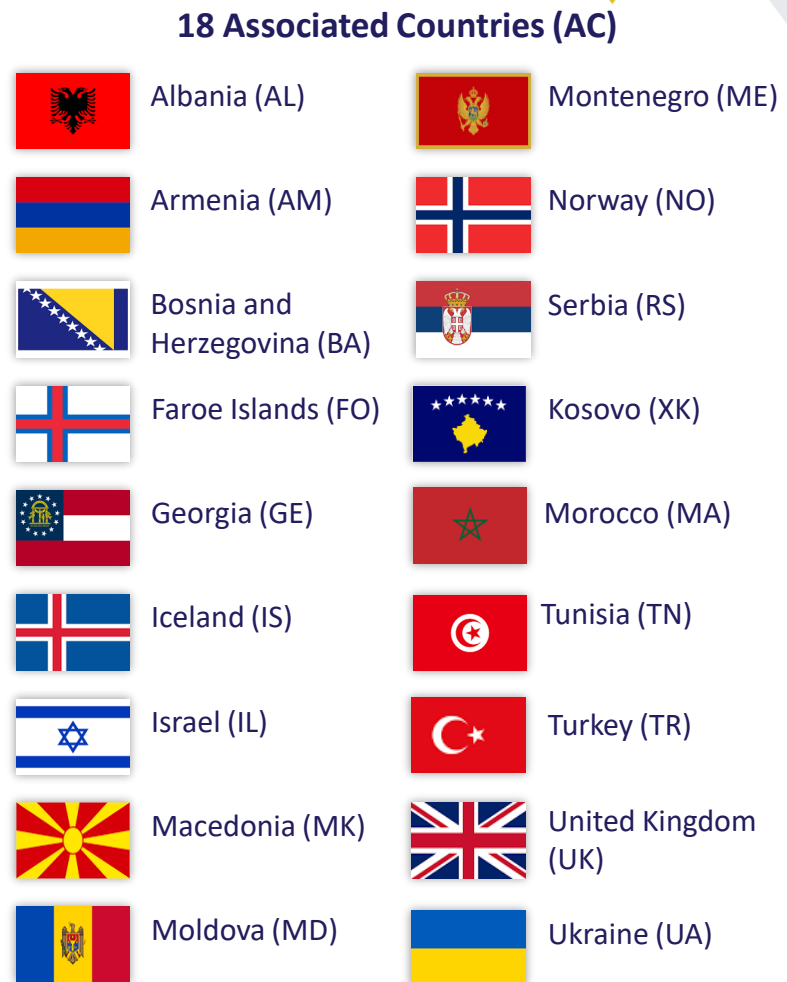 18 Associated Countries (AC)
Albania (AL)
Armenia (AM)
Bosnia and
Herzegovina (BA)
Faroe Islands (FO)
Georgia (GE)
Iceland (IS)
Israel (IL)
Macedonia (MK)
Moldova (MD)
Montenegro (ME)
Norway (NO)
Serbia (RS)
Kosovo (XK)
Morocco (MA)
Tunisia (TN)
Turkey (TR)
United Kingdom
(UK)
Ukraine (UA)